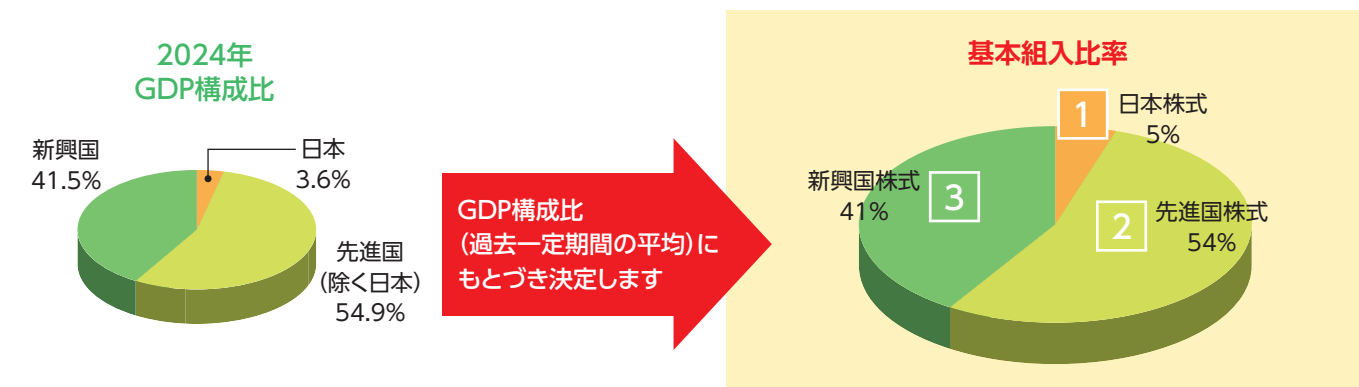 2024年
GDP構成比
新興国
41.5%
日本
3.6%
先進国
(除く日本)
54.9%
GDP構成比
(過去一定期間の平均)に
もとづき決定します
基本組入比率
1
日本株式
5%
新興国株式
41%
3
2
先進国株式
54%